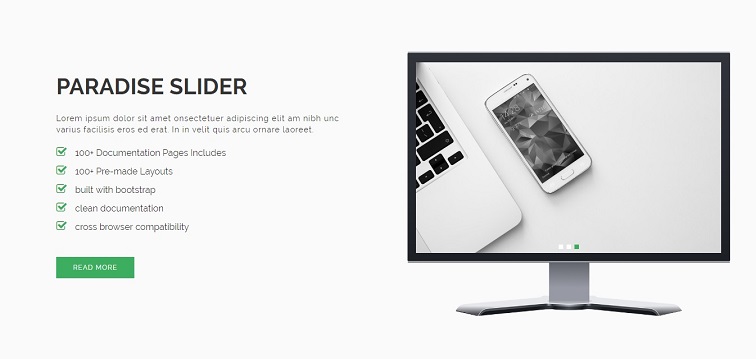 PARADISE SLIDER
Lorem ipsum dolor sit amet onsectetuer adipiscing elit am nibh unc
varius facilisis eros ed erat. In in velit quis arcu ornare laoreet.
100+ Documentation Pages Includes
100+ Pre-made Layouts
built with bootstrap
clean documentation
cross browser compatibility
READ MORE